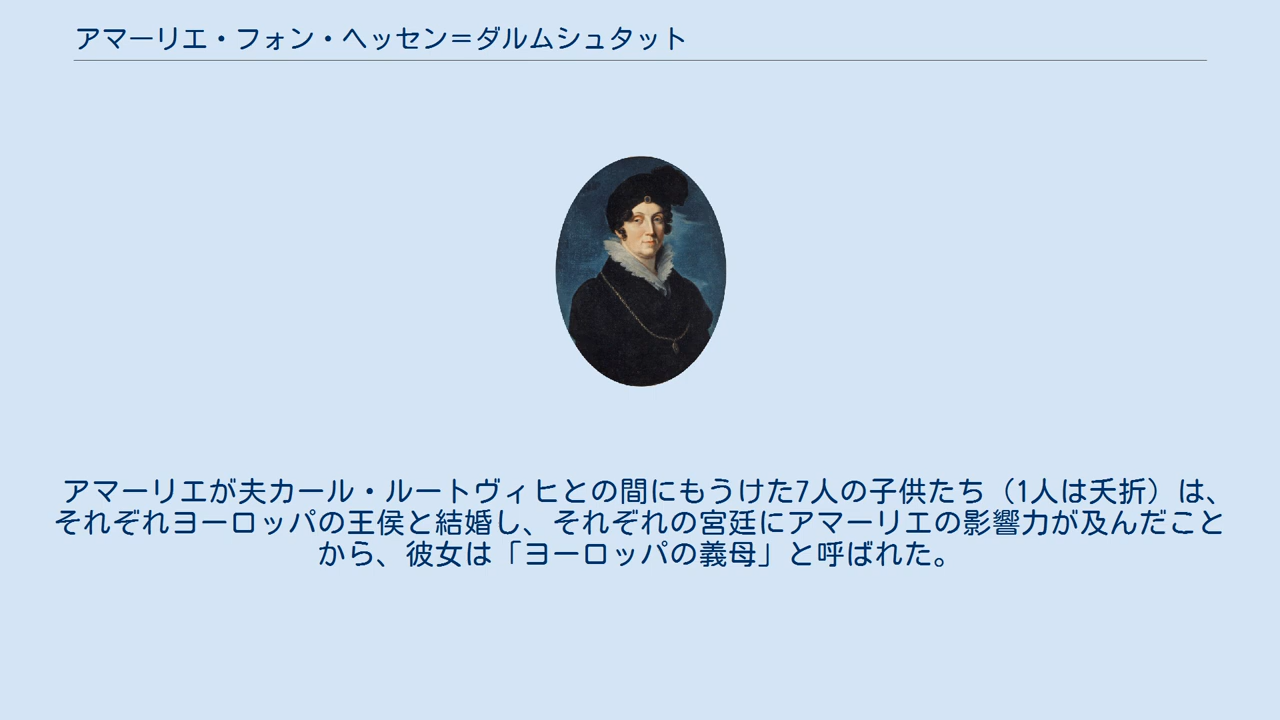 アマーリエ・フォン・ヘッセン＝ダルムシュタット
アマーリエが夫カール・ルートヴィヒとの間にもうけた7人の子供たち（1人は夭折）は、
それぞれヨーロッパの王侯と結婚し、それぞれの宮廷にアマーリエの影響力が及んだこと
から、彼女は「ヨーロッパの義母」と呼ばれた。